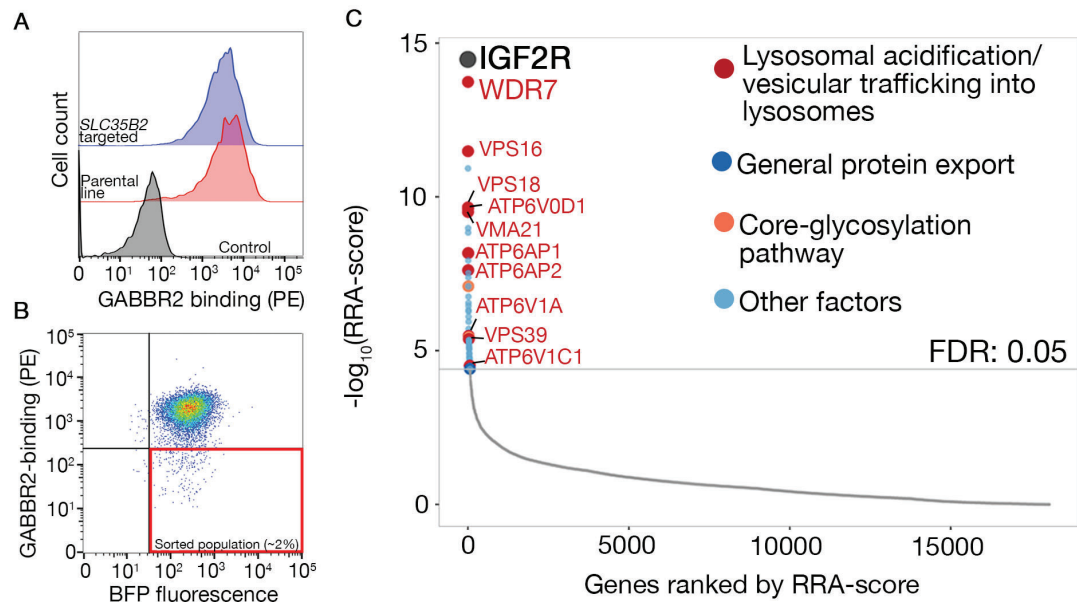 A
Cell count
SLC35B2
targeted
Parental
line
Control
0 10¹ 10² 10³ 10⁴ 10⁵
GABBR2 binding (PE)
B
GABBR2-binding (PE)
10⁵
10⁴
10³
10²
10¹
0
Sorted population (~2%)
0 10¹ 10² 10³ 10⁴ 10⁵
BFP fluorescence
C
-log₁₀(RRA-score)
15
10
5
0
IGF2R
WDR7
VPS16
VPS18
ATP6V0D1
VMA21
ATP6AP1
ATP6AP2
ATP6V1A
VPS39
ATP6V1C1
Lysosomal acidification/
vesicular trafficking into
lysosomes
General protein export
Core-glycosylation
pathway
Other factors
FDR: 0.05
0 5000 10000 15000
Genes ranked by RRA-score